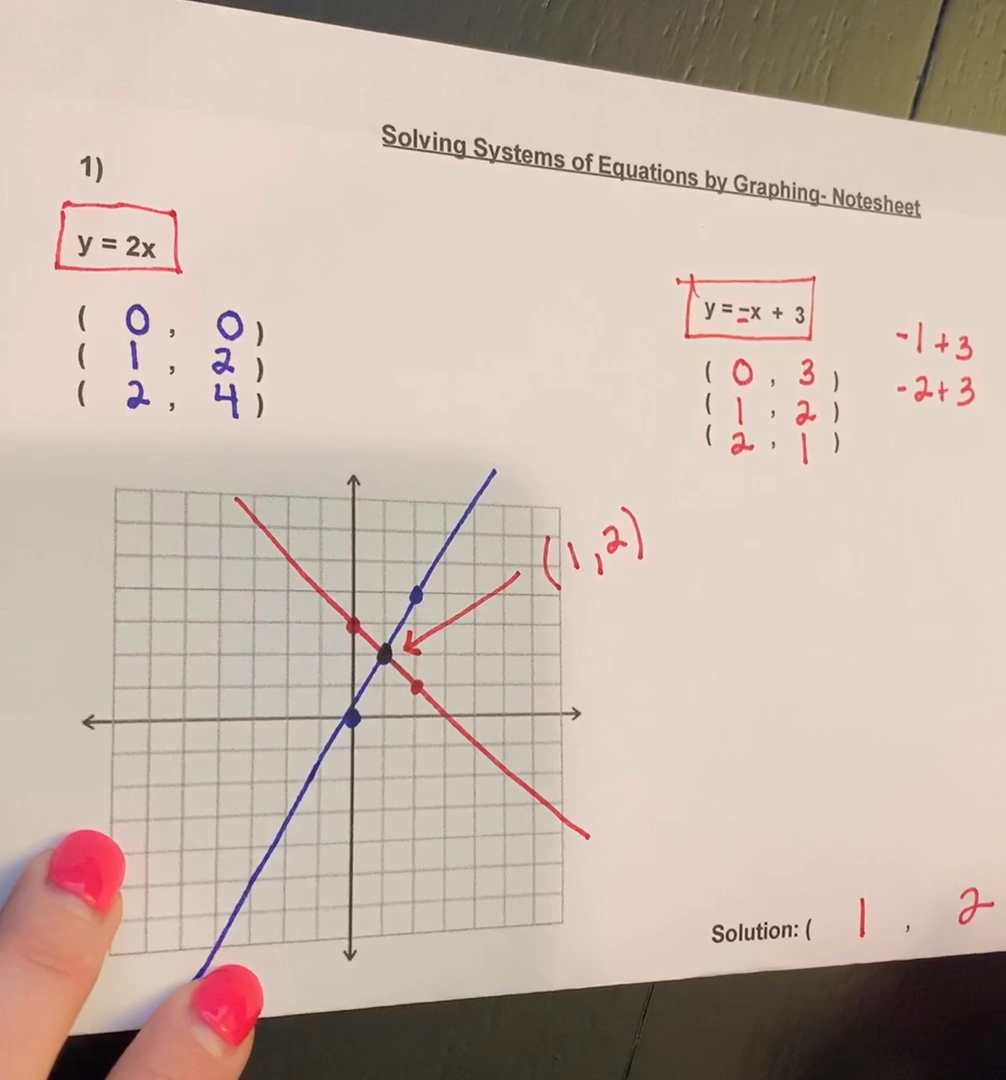 Solving Systems of Equations by Graphing- Notesheet
1)
y = 2x
( 0 , 0 )
( 1 , 2 )
( 2 , 4 )
y = -x + 3
( 0 , 3 )
( 1 , 2 )
( 2 , 1 )
-1 + 3
-2 + 3
(1, 2)
Solution: ( 1 , 2